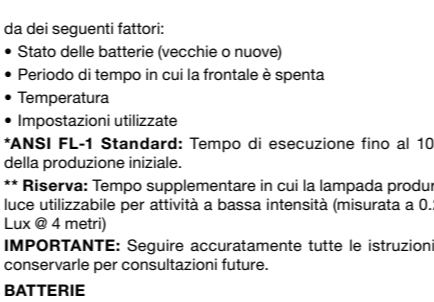 da dei seguenti fattori:
• Stato delle batterie (vecchie o nuove)
• Periodo di tempo in cui la frontale è spenta
• Temperatura
• Impostazioni utilizzate
*ANSI FL-1 Standard: Tempo di esecuzione fino al 10
della produzione iniziale.
** Riserva: Tempo supplementare in cui la lampada produr
luce utilizzabile per attività a bassa intensità (misurata a 0.
Lux @ 4 metri)
IMPORTANTE: Seguire accuratamente tutte le istruzioni
conservarle per consultazioni future.
BATTERIE